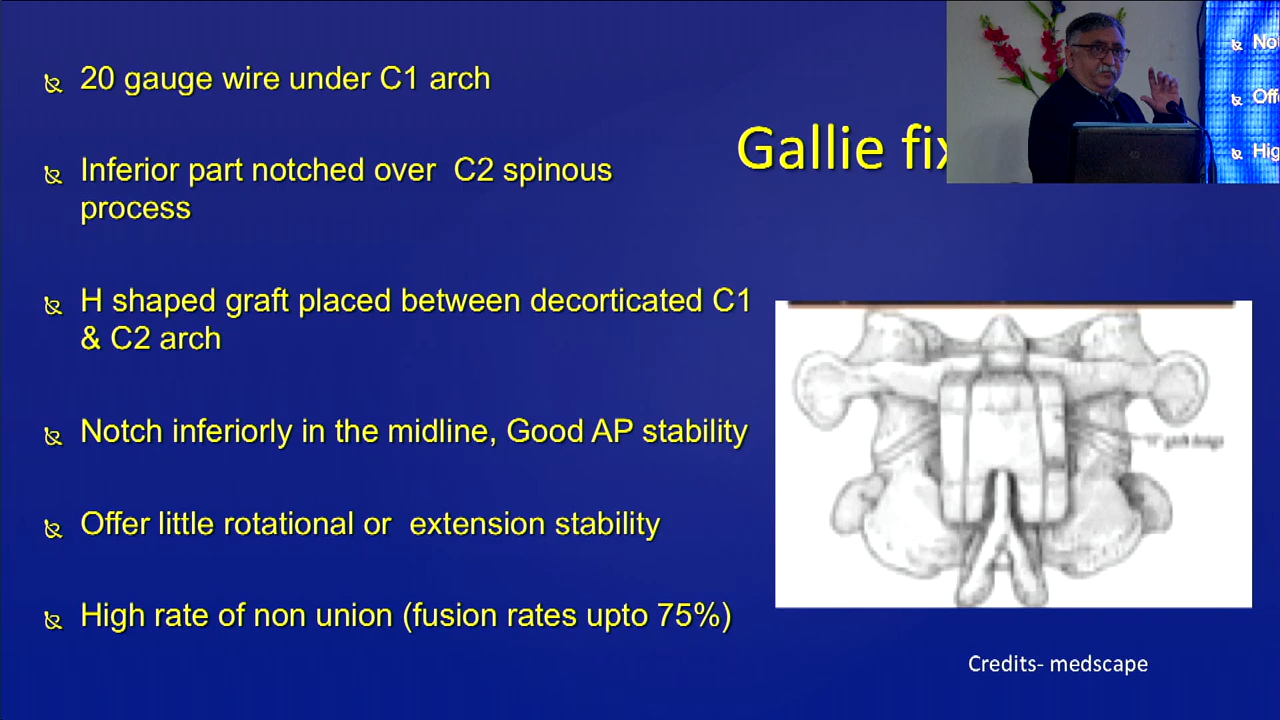 20 gauge wire under C1 arch
Inferior part notched over C2 spinous
process
H shaped graft placed between decorticated C1
& C2 arch
Notch inferiorly in the midline, Good AP stability
Offer little rotational or extension stability
High rate of non union (fusion rates upto 75%)
Gallie fix
Credits- medscape
hp